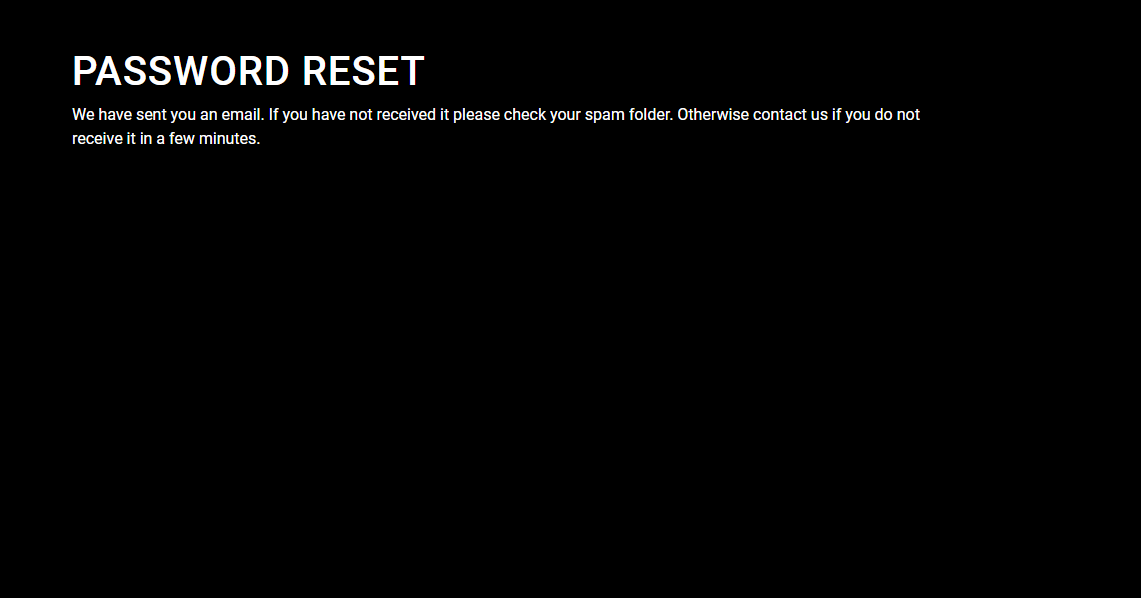 PASSWORD RESET
We have sent you an email. If you have not received it please check your spam folder. Otherwise contact us if you do not
receive it in a few minutes.